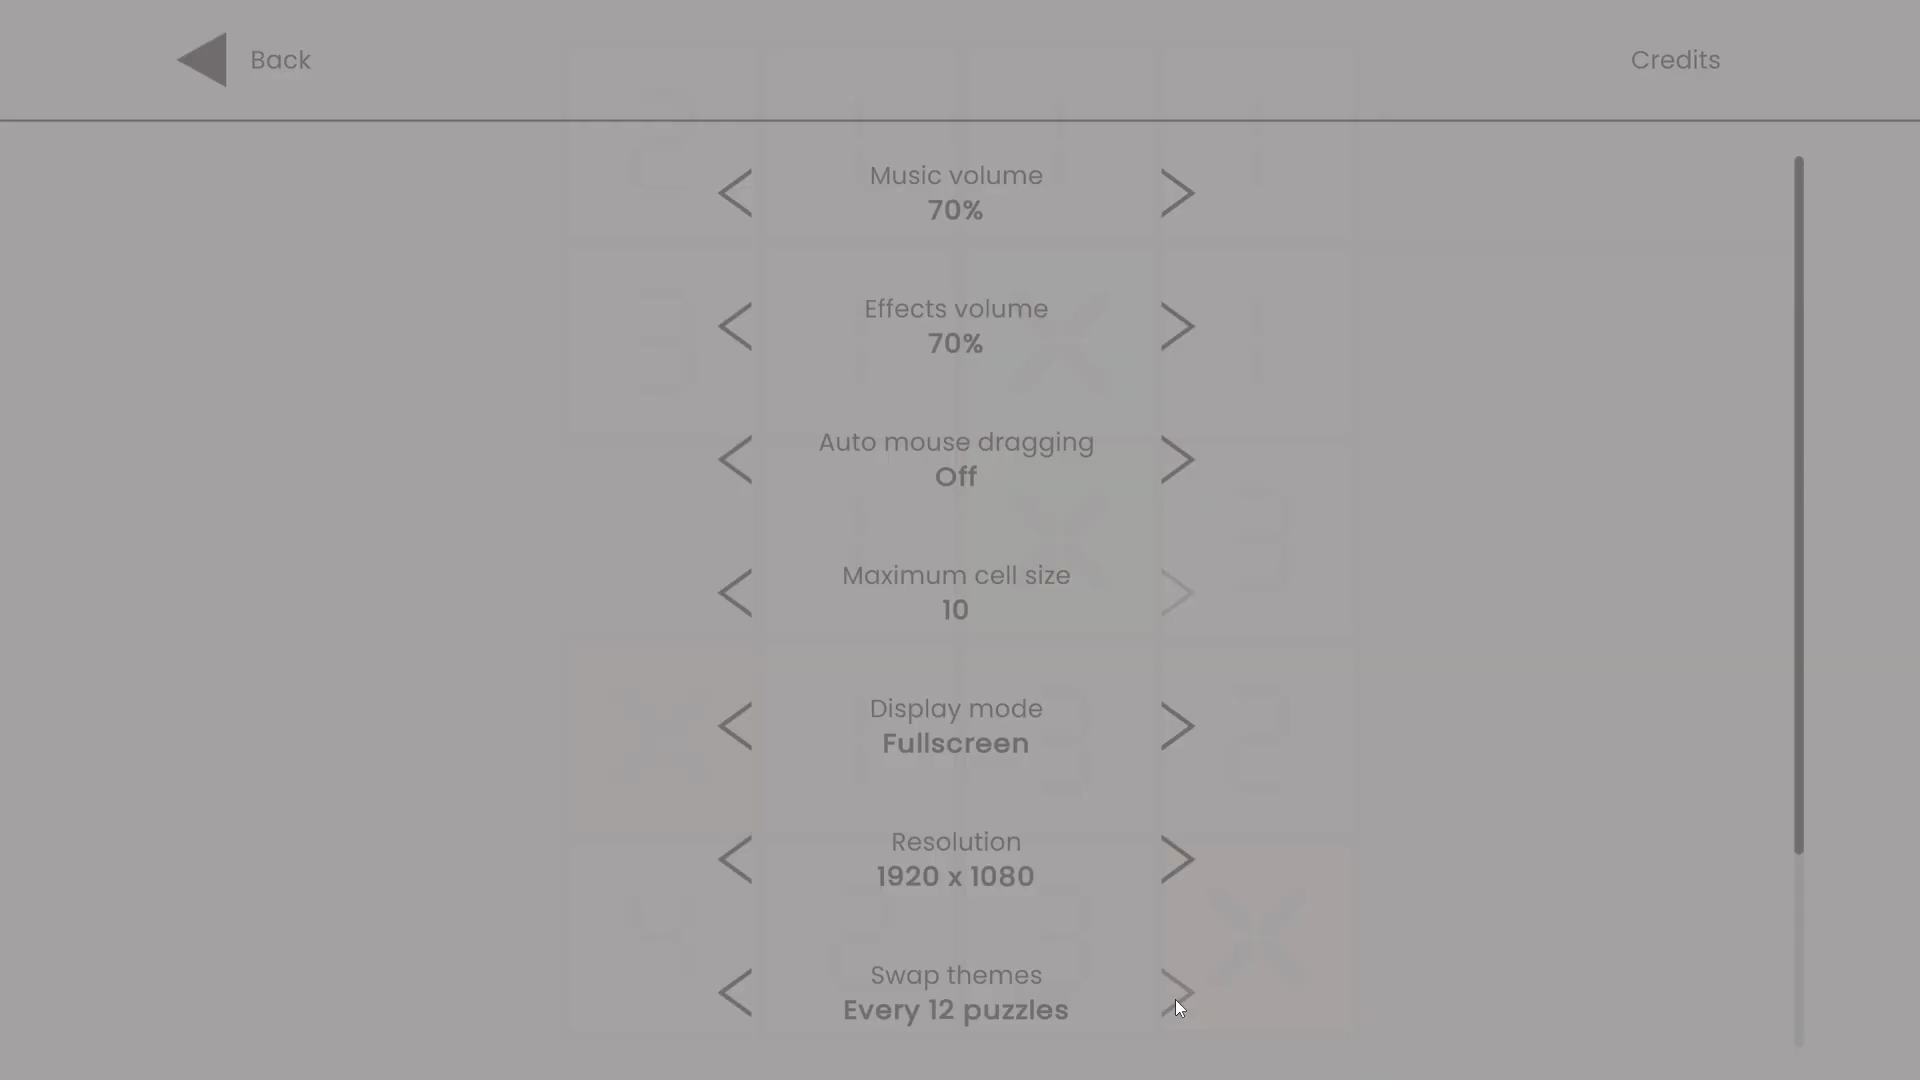 Back
Credits
Music volume
70%
Effects volume
70%
Auto mouse dragging
Off
Maximum cell size
10
Display mode
Fullscreen
Resolution
1920 x 1080
Swap themes
Every 12 puzzles